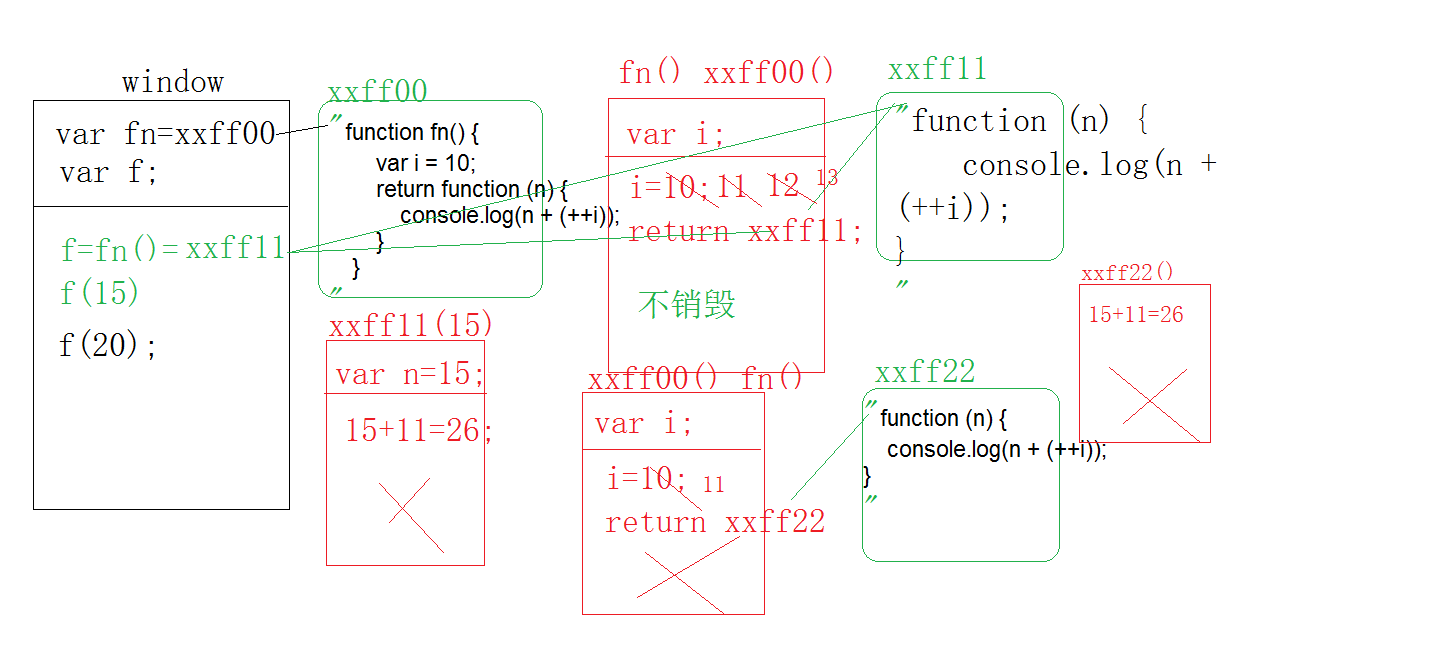 window
var fn=xxff00
var f;
f=fn()=xxff11
f(15)
f(20);
xxff00
"
function fn() {
var i = 10;
return function (n) {
console.log(n + (++i));
}
}
"
fn() xxff00()
var i;
i=10;11 12 13
return xxff11;
不销毁
xxff11
"
function (n) {
console.log(n +
(++i));
}
"
xxff11(15)
var n=15;
15+11=26;
xxff00() fn()
var i;
i=10; 11
return xxff22
xxff22
"
function (n) {
console.log(n + (++i));
}
"
xxff22()
15+11=26